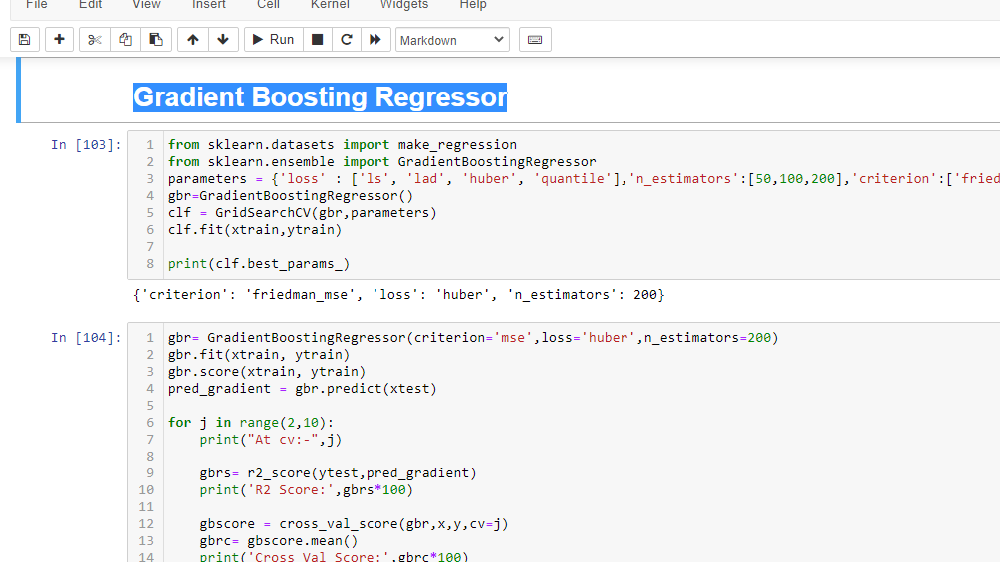 File Edit View Insert Cell Kernel Widgets Help
Run Markdown
Gradient Boosting Regressor
In [103]:
1 from sklearn.datasets import make_regression
2 from sklearn.ensemble import GradientBoostingRegressor
3 parameters = {'loss' : ['ls', 'lad', 'huber', 'quantile'],'n_estimators':[50,100,200],'criterion':['fried
4 gbr=GradientBoostingRegressor()
5 clf = GridSearchCV(gbr,parameters)
6 clf.fit(xtrain,ytrain)
7
8 print(clf.best_params_)
{'criterion': 'friedman_mse', 'loss': 'huber', 'n_estimators': 200}
In [104]:
1 gbr= GradientBoostingRegressor(criterion='mse',loss='huber',n_estimators=200)
2 gbr.fit(xtrain, ytrain)
3 gbr.score(xtrain, ytrain)
4 pred_gradient = gbr.predict(xtest)
5
6 for j in range(2,10):
7 print("At cv:-",j)
8
9 gbrs= r2_score(ytest,pred_gradient)
10 print('R2 Score:',gbrs*100)
11
12 gbscore = cross_val_score(gbr,x,y,cv=j)
13 gbrc= gbscore.mean()
14 print('Cross Val Score:',gbrc*100)